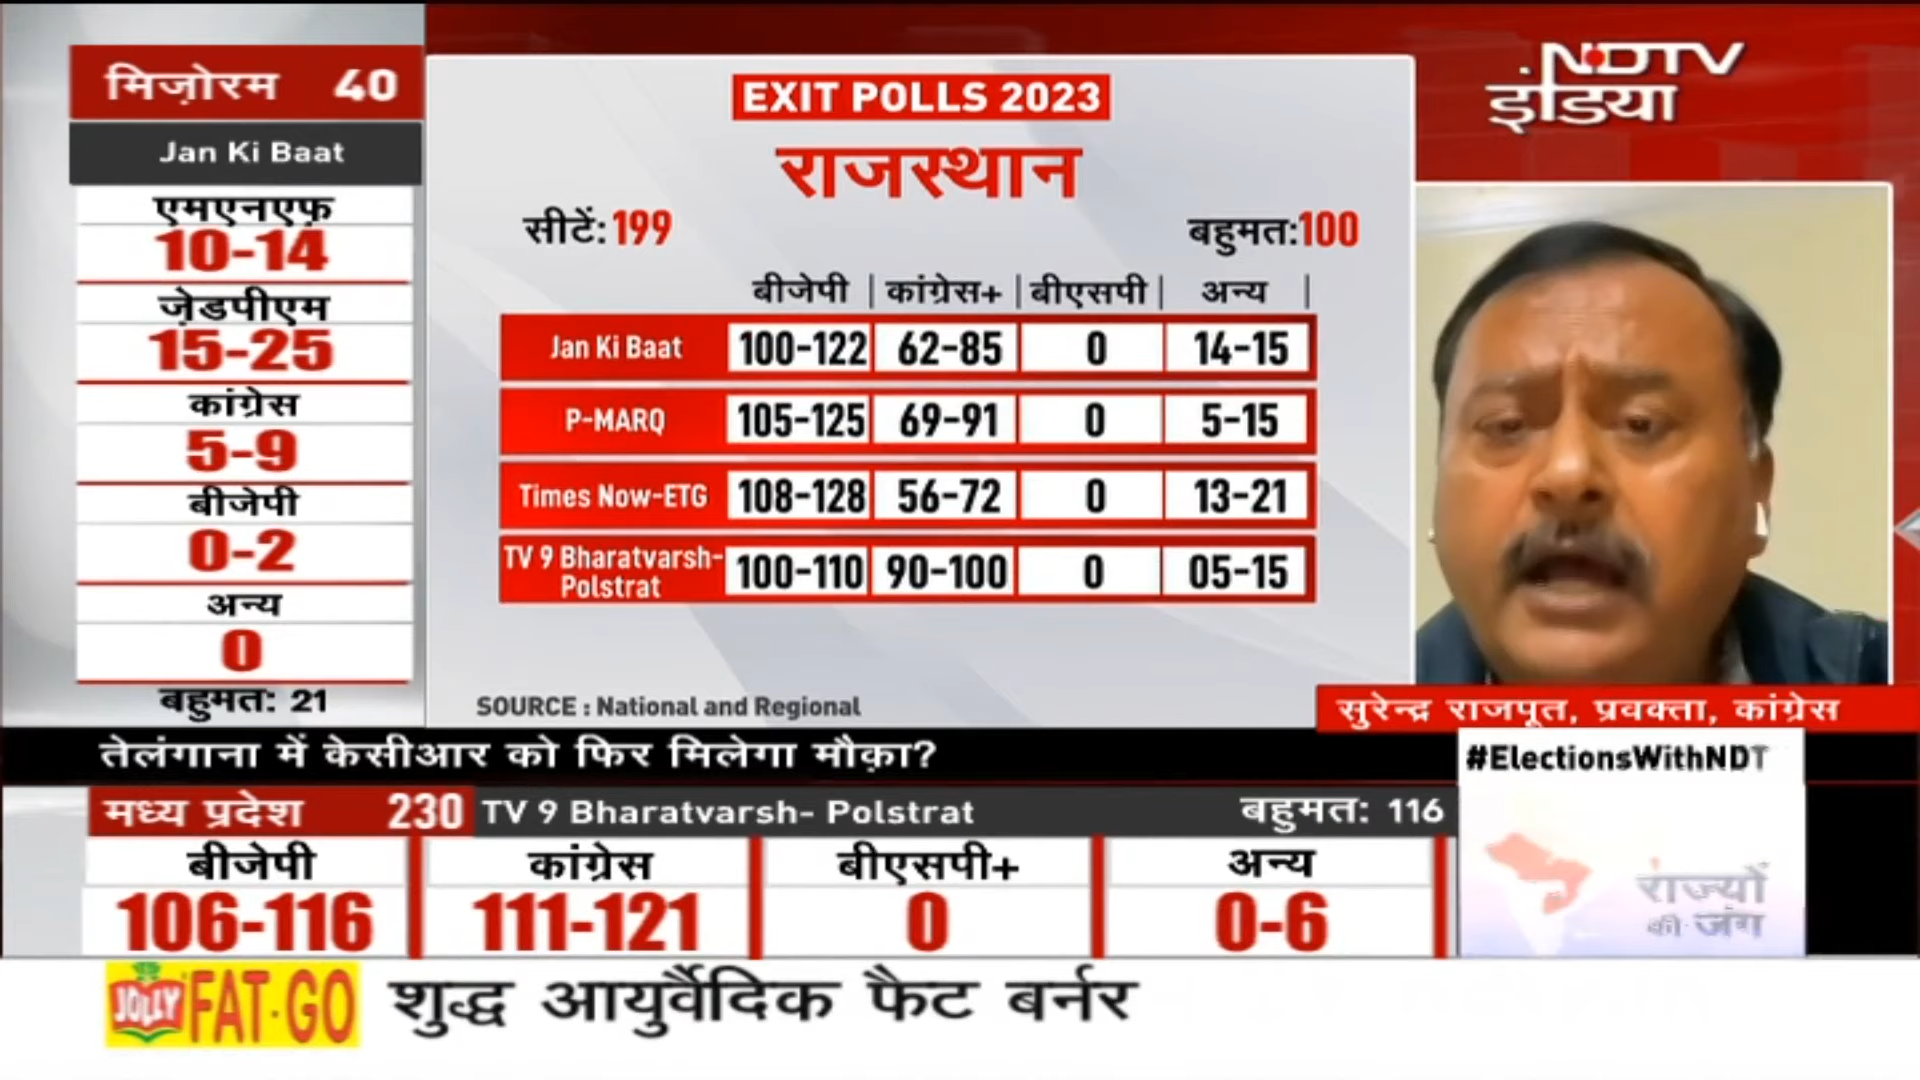 मिज़ोरम 40
Jan Ki Baat
एमएनएफ़
10-14
ज़ेडपीएम
15-25
कांग्रेस
5-9
बीजेपी
0-2
अन्य
0
बहुमत: 21
EXIT POLLS 2023
राजस्थान
सीटें:199 बहुमत:100
बीजेपी कांग्रेस+ बीएसपी अन्य
Jan Ki Baat 100-122 62-85 0 14-15
P-MARQ 105-125 69-91 0 5-15
Times Now-ETG 108-128 56-72 0 13-21
TV 9 Bharatvarsh-
Polstrat 100-110 90-100 0 05-15
SOURCE : National and Regional
NDTV
इंडिया
सुरेन्द्र राजपूत, प्रवक्ता, कांग्रेस
तेलंगाना में केसीआर को फिर मिलेगा मौक़ा?
#ElectionsWithNDT
मध्य प्रदेश 230 TV 9 Bharatvarsh- Polstrat बहुमत: 116
बीजेपी कांग्रेस बीएसपी+ अन्य
106-116 111-121 0 0-6
राज्यों
की जंग
JOLLY FAT-GO शुद्ध आयुर्वैदिक फैट बर्नर